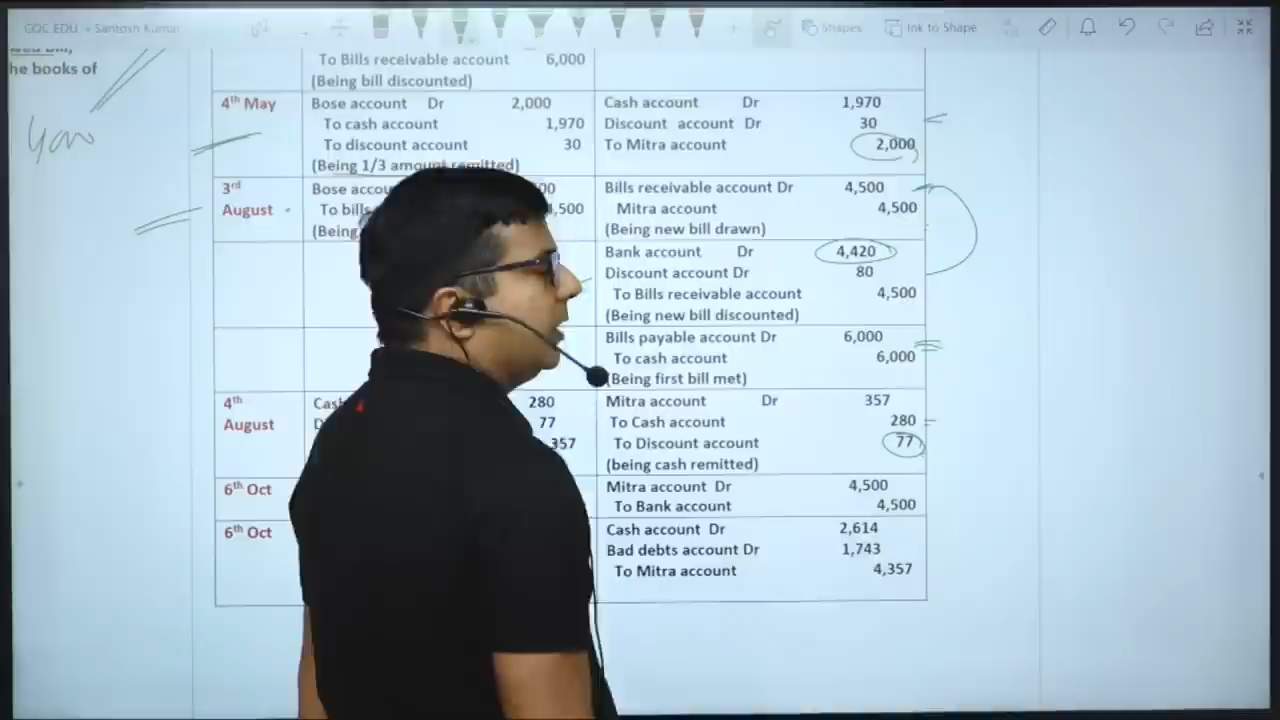 CQC EDU - Santosh Kumar
Shapes
Ink to Shape
he books of
You
To Bills receivable account 6,000
(Being bill discounted)
4th May
Bose account Dr 2,000
To cash account 1,970
To discount account 30
(Being 1/3 amount remitted)
Cash account Dr 1,970
Discount account Dr 30
To Mitra account 2,000
3rd
August
Bose
To bills ,500
(Being
Bills receivable account Dr 4,500
Mitra account 4,500
(Being new bill drawn)
Bank account Dr 4,420
Discount account Dr 80
To Bills receivable account 4,500
(Being new bill discounted)
Bills payable account Dr 6,000
To cash account 6,000
(Being first bill met)
4th
August
280
77
357
Mitra account Dr 357
To Cash account 280
To Discount account 77
(being cash remitted)
6th Oct
Mitra account Dr 4,500
To Bank account 4,500
6th Oct
Cash account Dr 2,614
Bad debts account Dr 1,743
To Mitra account 4,357